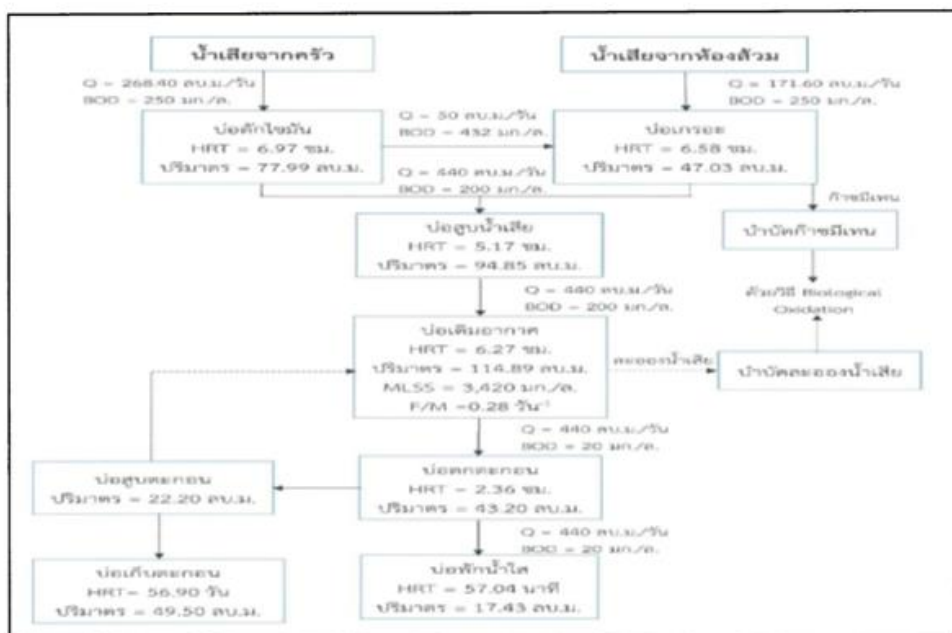 น้ำเสียจากครัว
น้ำเสียจากห้องส้วม
Q = 268.40 ลบ.ม./วัน
BOD = 250 มก./ล.
Q = 171.60 ลบ.ม./วัน
BOD = 250 มก./ล.
บ่อดักไขมัน
HRT = 6.97 ชม.
ปริมาตร = 77.99 ลบ.ม.
Q = 50 ลบ.ม./วัน
BOD = 432 มก./ล.
บ่อเกรอะ
HRT = 6.58 ชม.
ปริมาตร = 47.03 ลบ.ม.
Q = 440 ลบ.ม./วัน
BOD = 200 มก./ล.
ก๊าซมีเทน
บำบัดก๊าซมีเทน
บ่อสูบน้ำเสีย
HRT = 5.17 ชม.
ปริมาตร = 94.85 ลบ.ม.
Q = 440 ลบ.ม./วัน
BOD = 200 มก./ล.
ด้วยวิธี Biological
Oxidation
บ่อเติมอากาศ
HRT = 6.27 ชม.
ปริมาตร = 114.89 ลบ.ม.
MLSS = 3,420 มก./ล.
F/M =0.28 วัน⁻¹
ละอองน้ำเสีย
บำบัดละอองน้ำเสีย
Q = 440 ลบ.ม./วัน
BOD = 20 มก./ล.
บ่อสูบตะกอน
ปริมาตร = 22.20 ลบ.ม.
บ่อตกตะกอน
HRT = 2.36 ชม.
ปริมาตร = 43.20 ลบ.ม.
Q = 440 ลบ.ม./วัน
BOD = 20 มก./ล.
บ่อเก็บตะกอน
HRT= 56.90 วัน
ปริมาตร = 49.50 ลบ.ม.
บ่อพักน้ำใส
HRT = 57.04 นาที
ปริมาตร = 17.43 ลบ.ม.